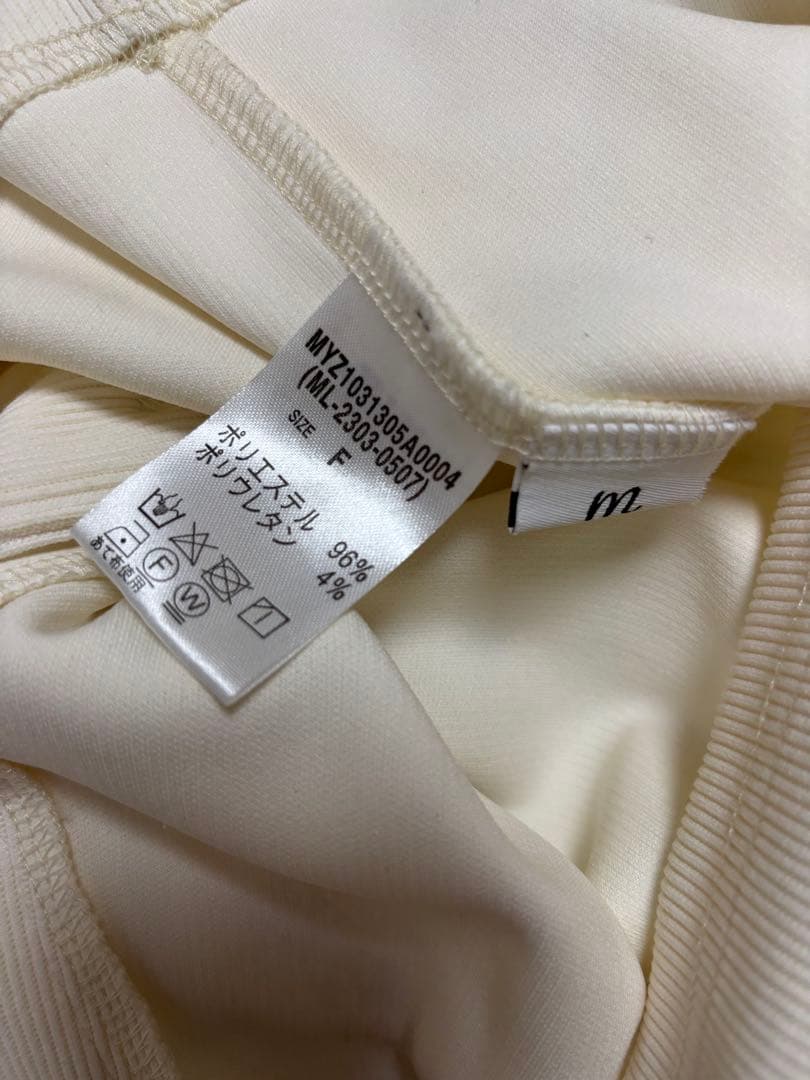 MYZ1031305A0004
(ML-2303-0507)
SIZE F
ポリエステル 96%
ポリウレタン 4%
F W
あて布使用
m